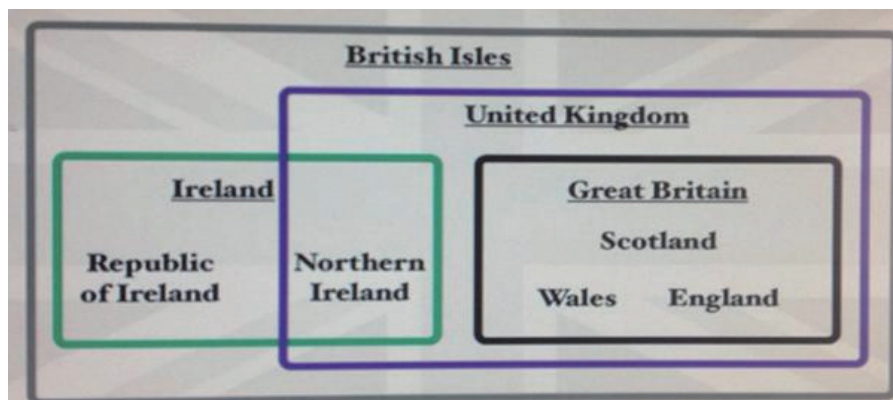 British Isles
United Kingdom
Ireland
Great Britain
Republic
of Ireland
Northern
Ireland
Scotland
Wales England